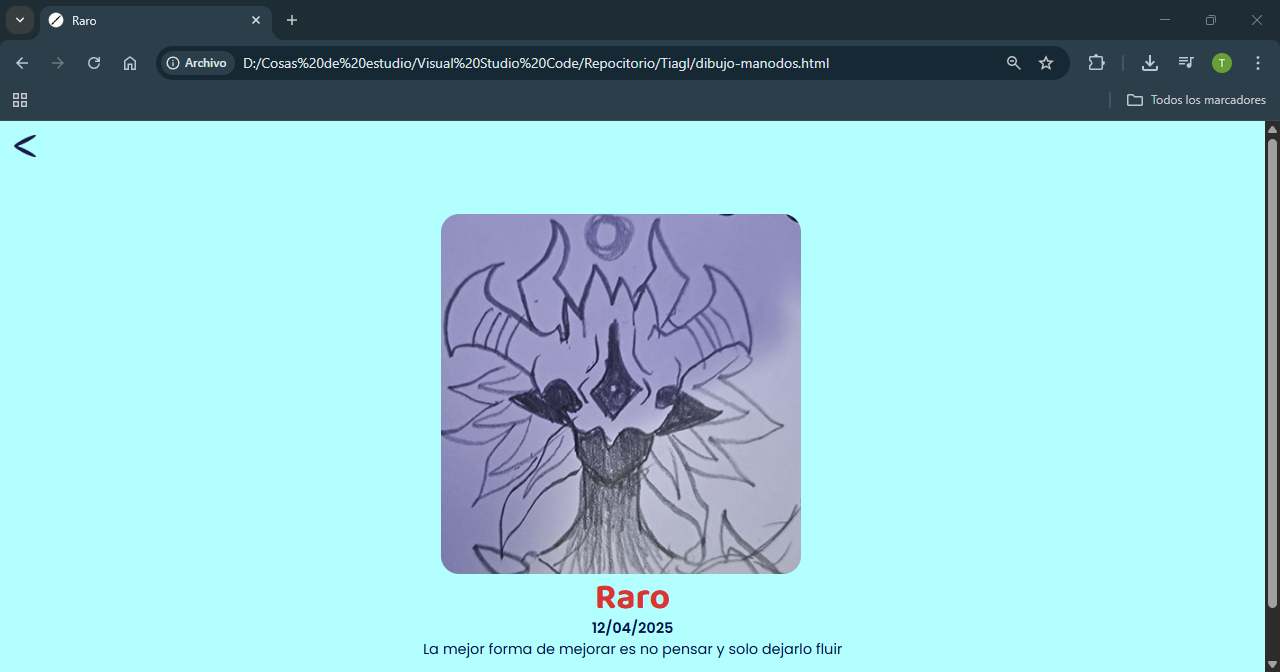 Raro
Archivo
D:/Cosas%20de%20estudio/Visual%20Studio%20Code/Repocitorio/Tiagl/dibujo-manodos.html
T
Todos los marcadores
<
Raro
12/04/2025
La mejor forma de mejorar es no pensar y solo dejarlo fluir